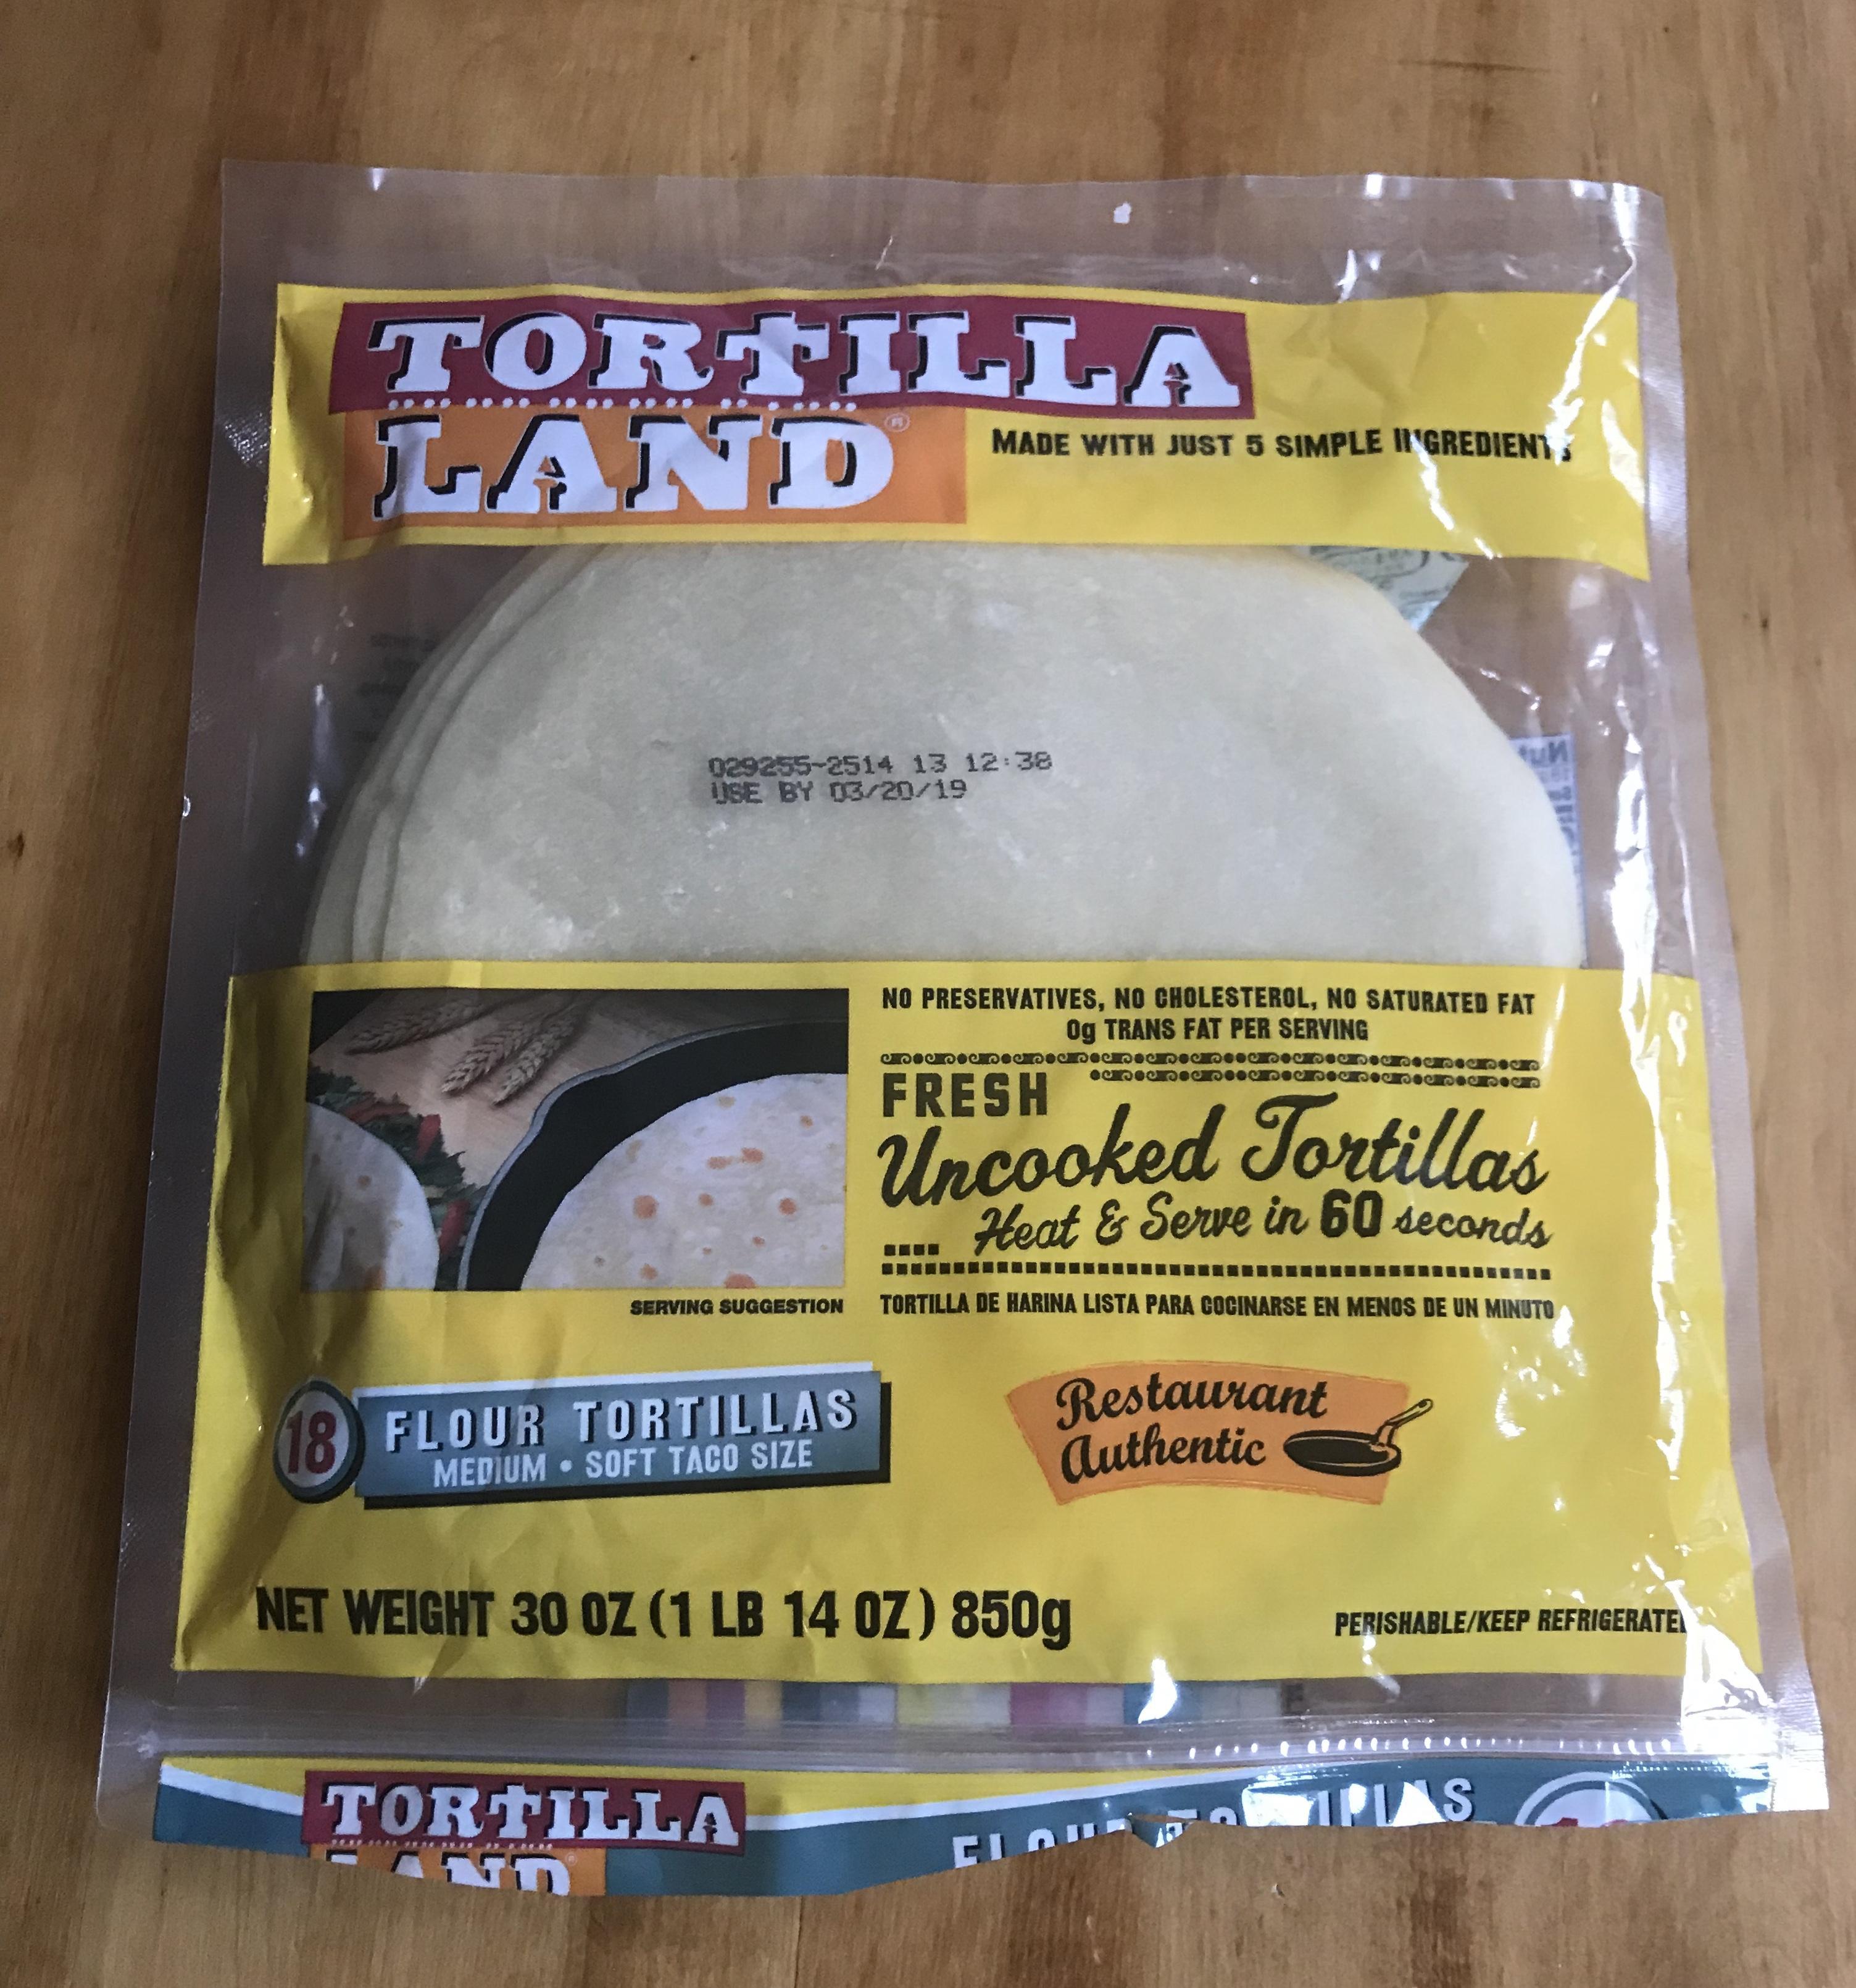 TORTILLA
LAND®
MADE WITH JUST 5 SIMPLE INGREDIENTS
029255-2514 13 12:38
USE BY 03/20/19
NO PRESERVATIVES, NO CHOLESTEROL, NO SATURATED FAT
0g TRANS FAT PER SERVING
FRESH
Uncooked Tortillas
Heat & Serve in 60 seconds
SERVING SUGGESTION
TORTILLA DE HARINA LISTA PARA COCINARSE EN MENOS DE UN MINUTO
18 FLOUR TORTILLAS
MEDIUM • SOFT TACO SIZE
Restaurant
Authentic
NET WEIGHT 30 OZ (1 LB 14 OZ) 850g
PERISHABLE/KEEP REFRIGERATED
TORTILLA
LAND
FLOUR TORTILLAS